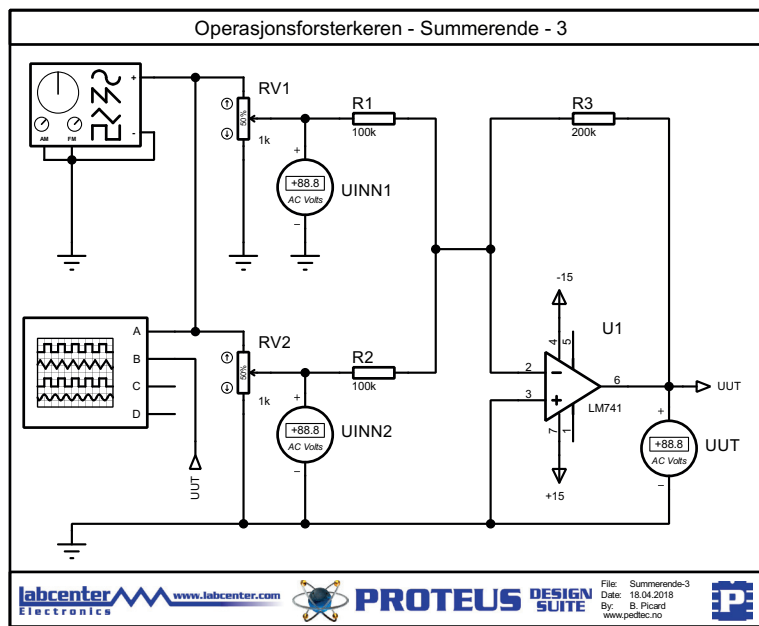 Operasjonsforsterkeren - Summerende - 3
+
-
AM FM
RV1
50%
1k
+
+88.8
AC Volts
−
UINN1
R1
100k
R3
200k
A
B
C
D
UUT
RV2
50%
1k
+
+88.8
AC Volts
−
UINN2
R2
100k
-15
U1
4
5
2
3
6
7
1
LM741
+15
UUT
+
+88.8
AC Volts
−
UUT
labcenter
Electronics
www.labcenter.com
PROTEUS DESIGN SUITE
File: Summerende-3
Date: 18.04.2018
By: B. Picard
www.pedtec.no
P